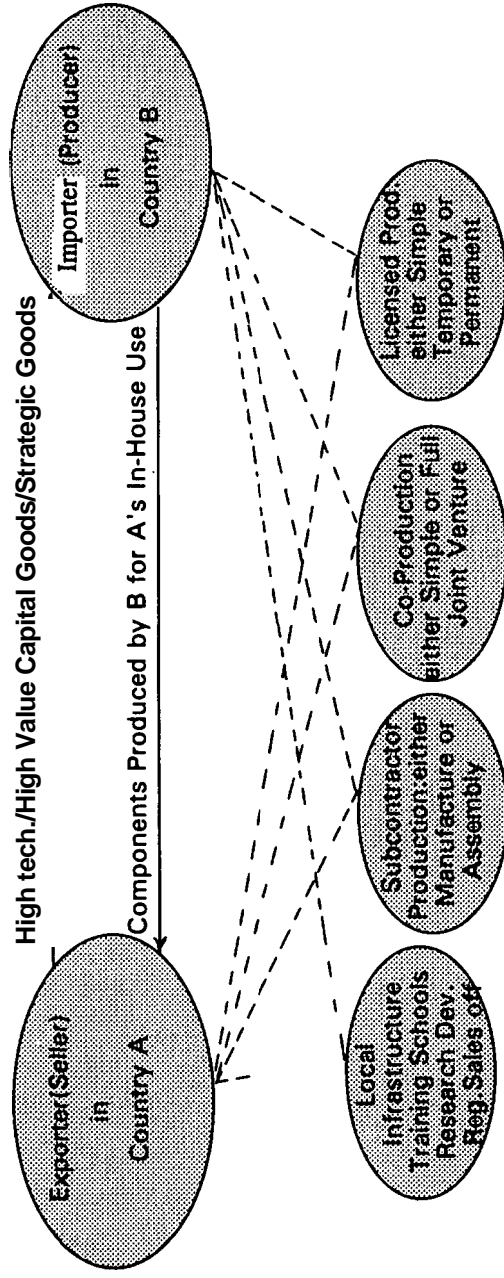 High tech./High Value Capital Goods/Strategic Goods
Exporter(Seller)
in
Country A
Importer (Producer)
in
Country B
Components Produced by B for A's In-House Use
Local
Infrastructure
Training Schools
Research Dev.
Reg.Sales off
Subcontractor
Production.either
Manufacture or
Assembly
Co-Production
either Simple or Full
Joint Venture
Licensed Prod.
either Simple
Temporary or
Permanent